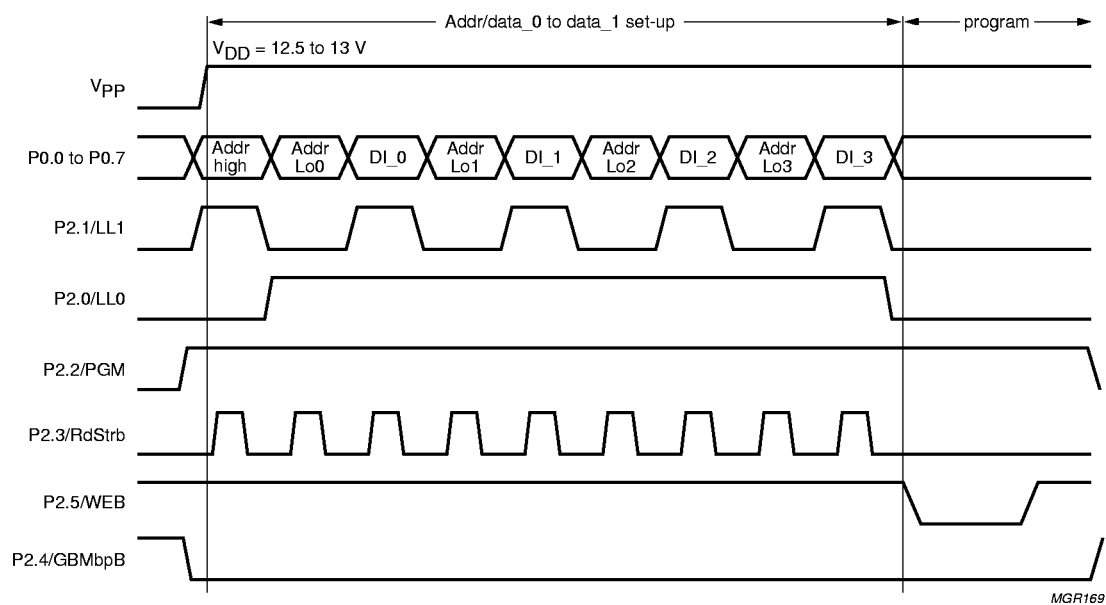 Addr/data_0 to data_1 set-up
program
VDD = 12.5 to 13 V
VPP
P0.0 to P0.7
Addr high
Addr Lo0
DI_0
Addr Lo1
DI_1
Addr Lo2
DI_2
Addr Lo3
DI_3
P2.1/LL1
P2.0/LL0
P2.2/PGM
P2.3/RdStrb
P2.5/WEB
P2.4/GBMbpB
MGR169